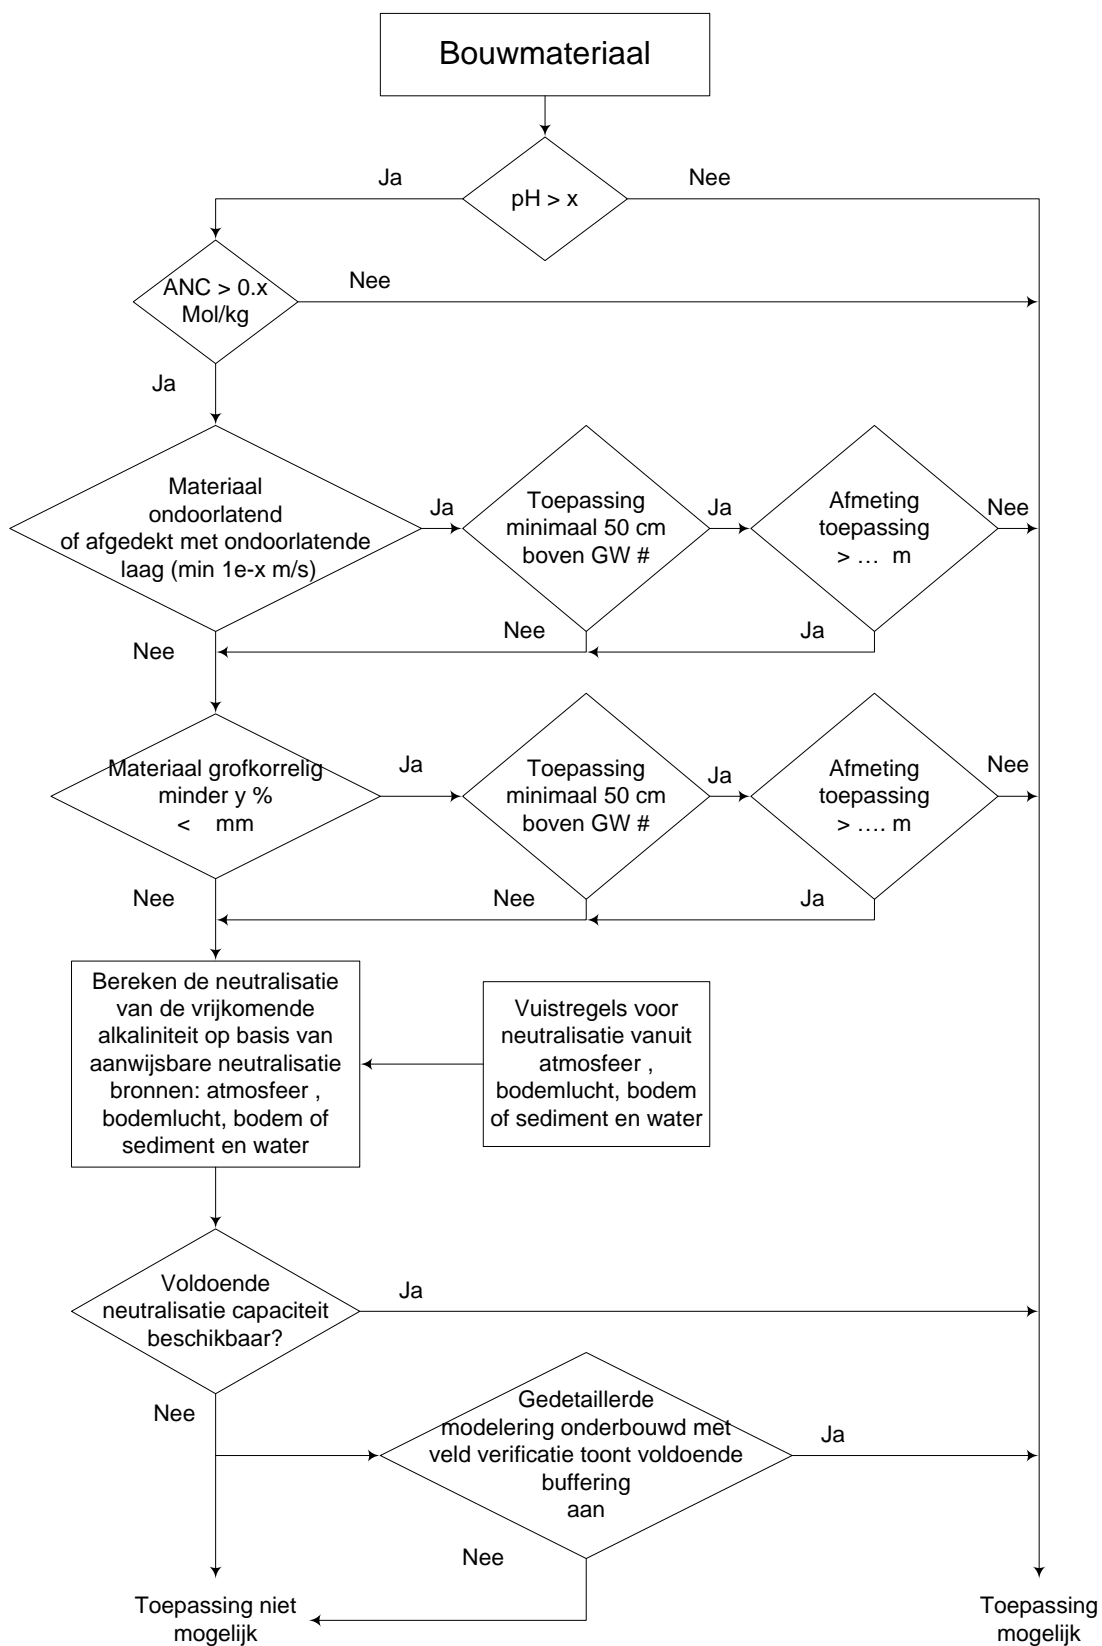 Bouwmateriaal
Ja
Nee
pH > x
ANC > 0.x
Mol/kg
Nee
Ja
Materiaal
ondoorlatend
of afgedekt met ondoorlatende
laag (min 1e-x m/s)
Ja
Toepassing
minimaal 50 cm
boven GW #
Ja
Afmeting
toepassing
> … m
Nee
Nee
Nee
Ja
Materiaal grofkorrelig
minder y %
< mm
Ja
Toepassing
minimaal 50 cm
boven GW #
Ja
Afmeting
toepassing
> .... m
Nee
Nee
Nee
Ja
Bereken de neutralisatie
van de vrijkomende
alkaliniteit op basis van
aanwijsbare neutralisatie
bronnen: atmosfeer ,
bodemlucht, bodem of
sediment en water
Vuistregels voor
neutralisatie vanuit
atmosfeer ,
bodemlucht, bodem
of sediment en water
Voldoende
neutralisatie capaciteit
beschikbaar?
Ja
Nee
Gedetaillerde
modelering onderbouwd met
veld verificatie toont voldoende
buffering
aan
Ja
Nee
Toepassing niet
mogelijk
Toepassing
mogelijk